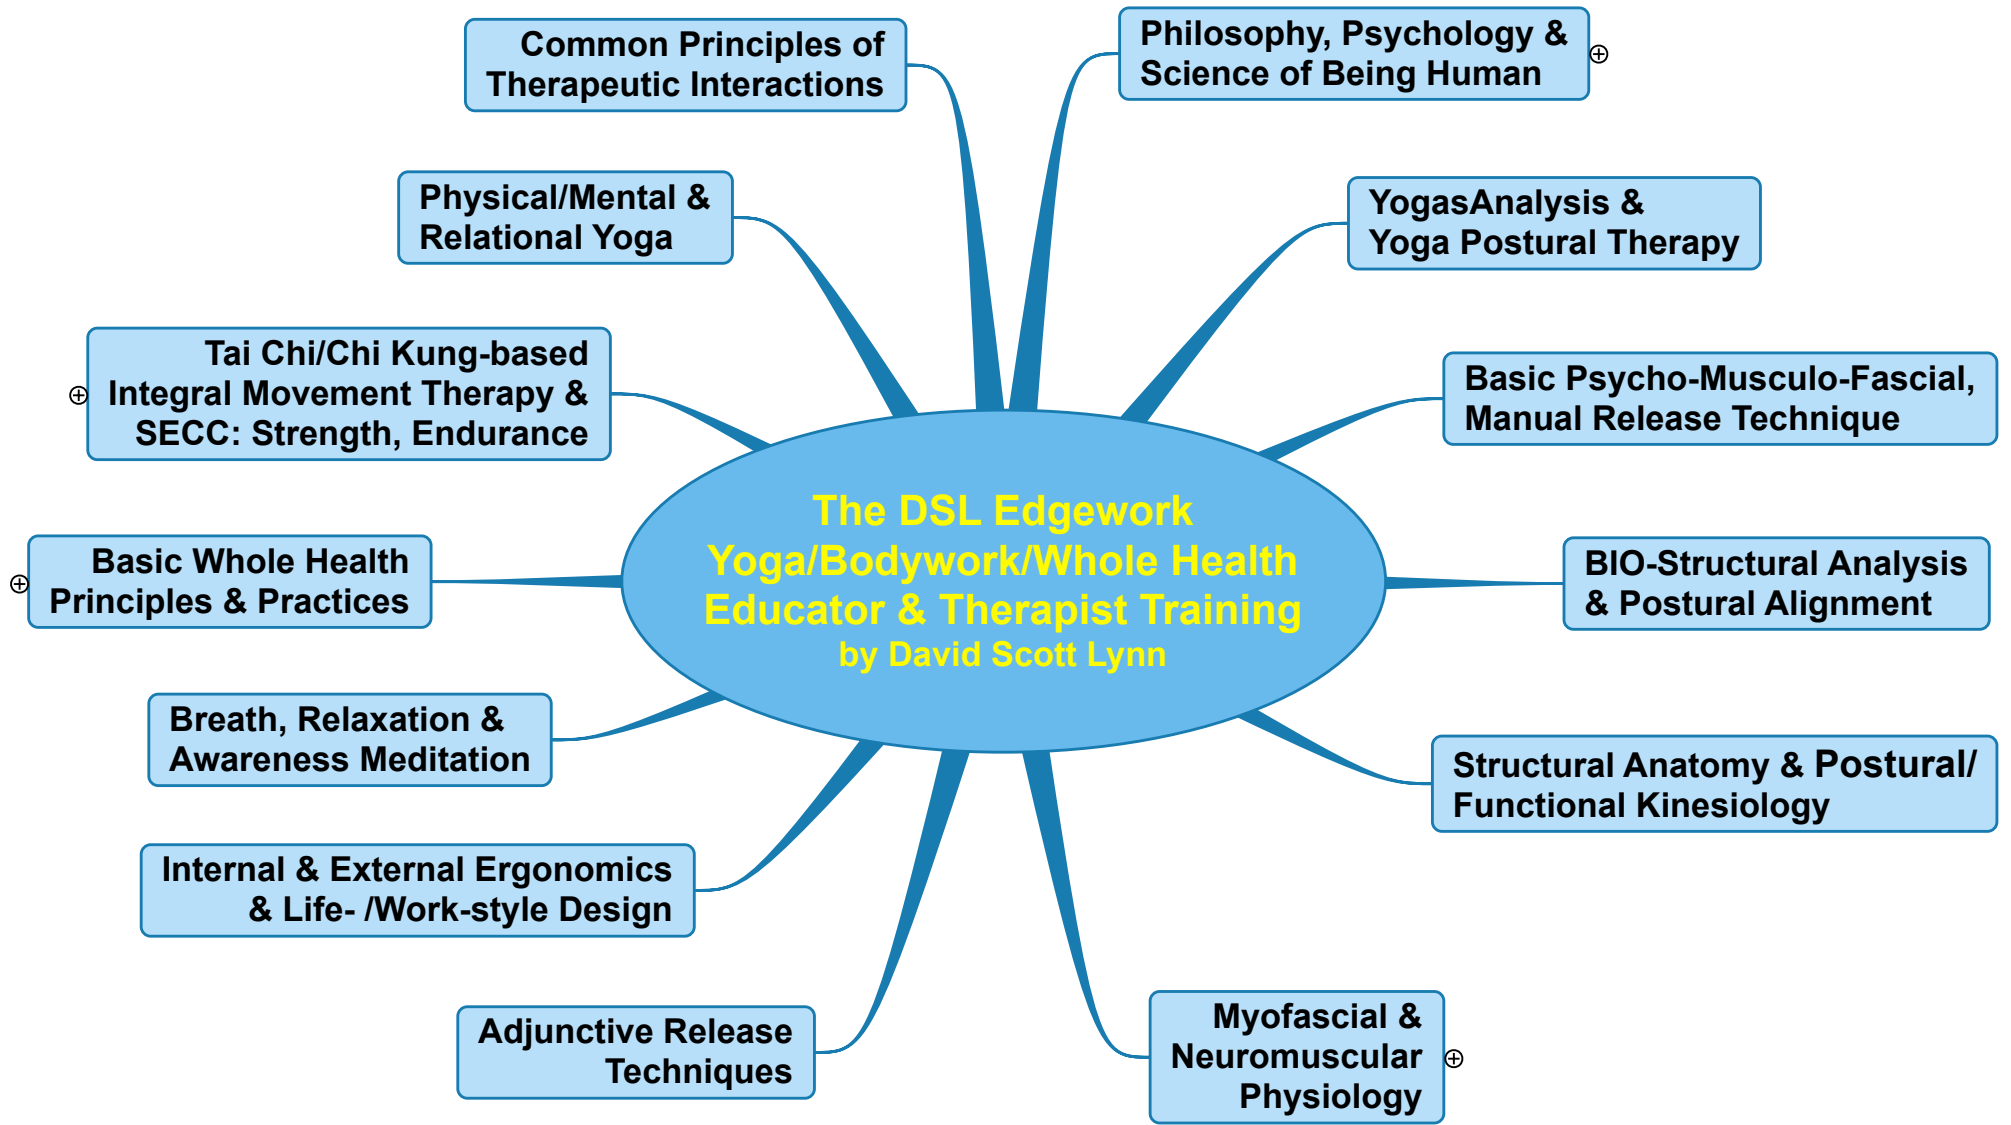 Common Principles of
Therapeutic Interactions
Philosophy, Psychology &
Science of Being Human
Physical/Mental &
Relational Yoga
YogasAnalysis &
Yoga Postural Therapy
Tai Chi/Chi Kung-based
Integral Movement Therapy &
SECC: Strength, Endurance
Basic Psycho-Musculo-Fascial,
Manual Release Technique
The DSL Edgework
Yoga/Bodywork/Whole Health
Educator & Therapist Training
by David Scott Lynn
Basic Whole Health
Principles & Practices
BIO-Structural Analysis
& Postural Alignment
Breath, Relaxation &
Awareness Meditation
Structural Anatomy & Postural/
Functional Kinesiology
Internal & External Ergonomics
& Life- /Work-style Design
Adjunctive Release
Techniques
Myofascial &
Neuromuscular
Physiology